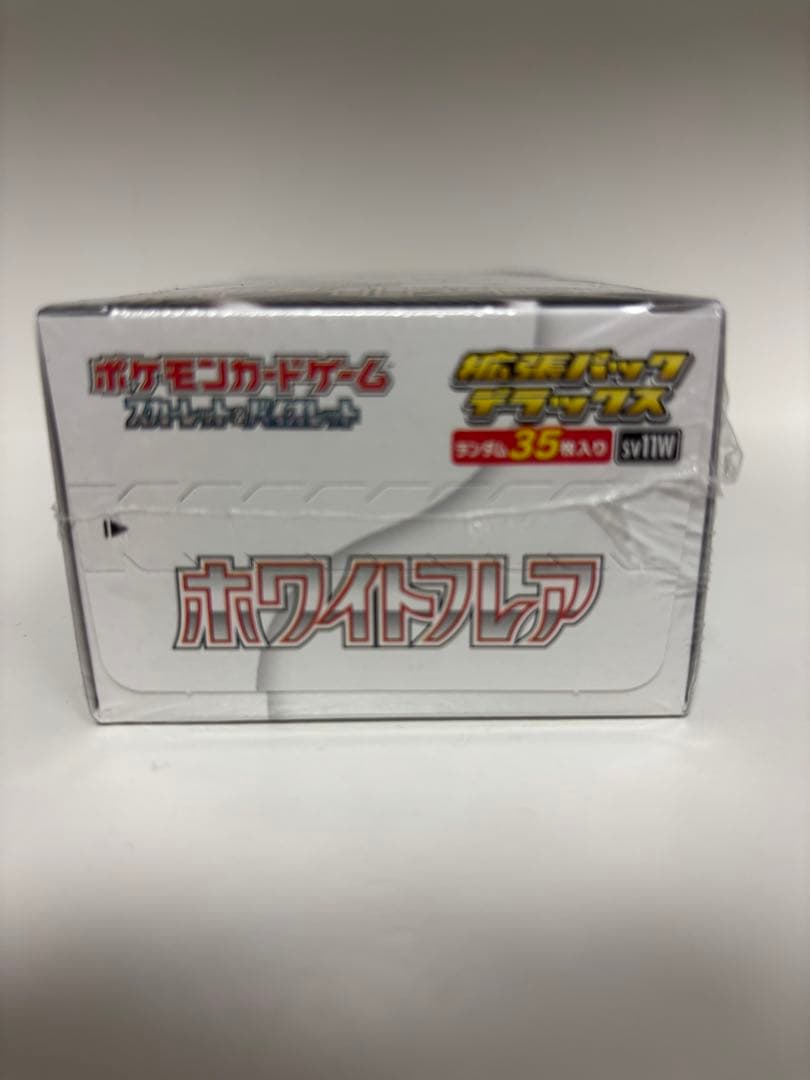 ポケモンカードゲーム
スカーレット&バイオレット
拡張パック
デラックス
ランダム35枚入り
sv11W
ホワイトフレア